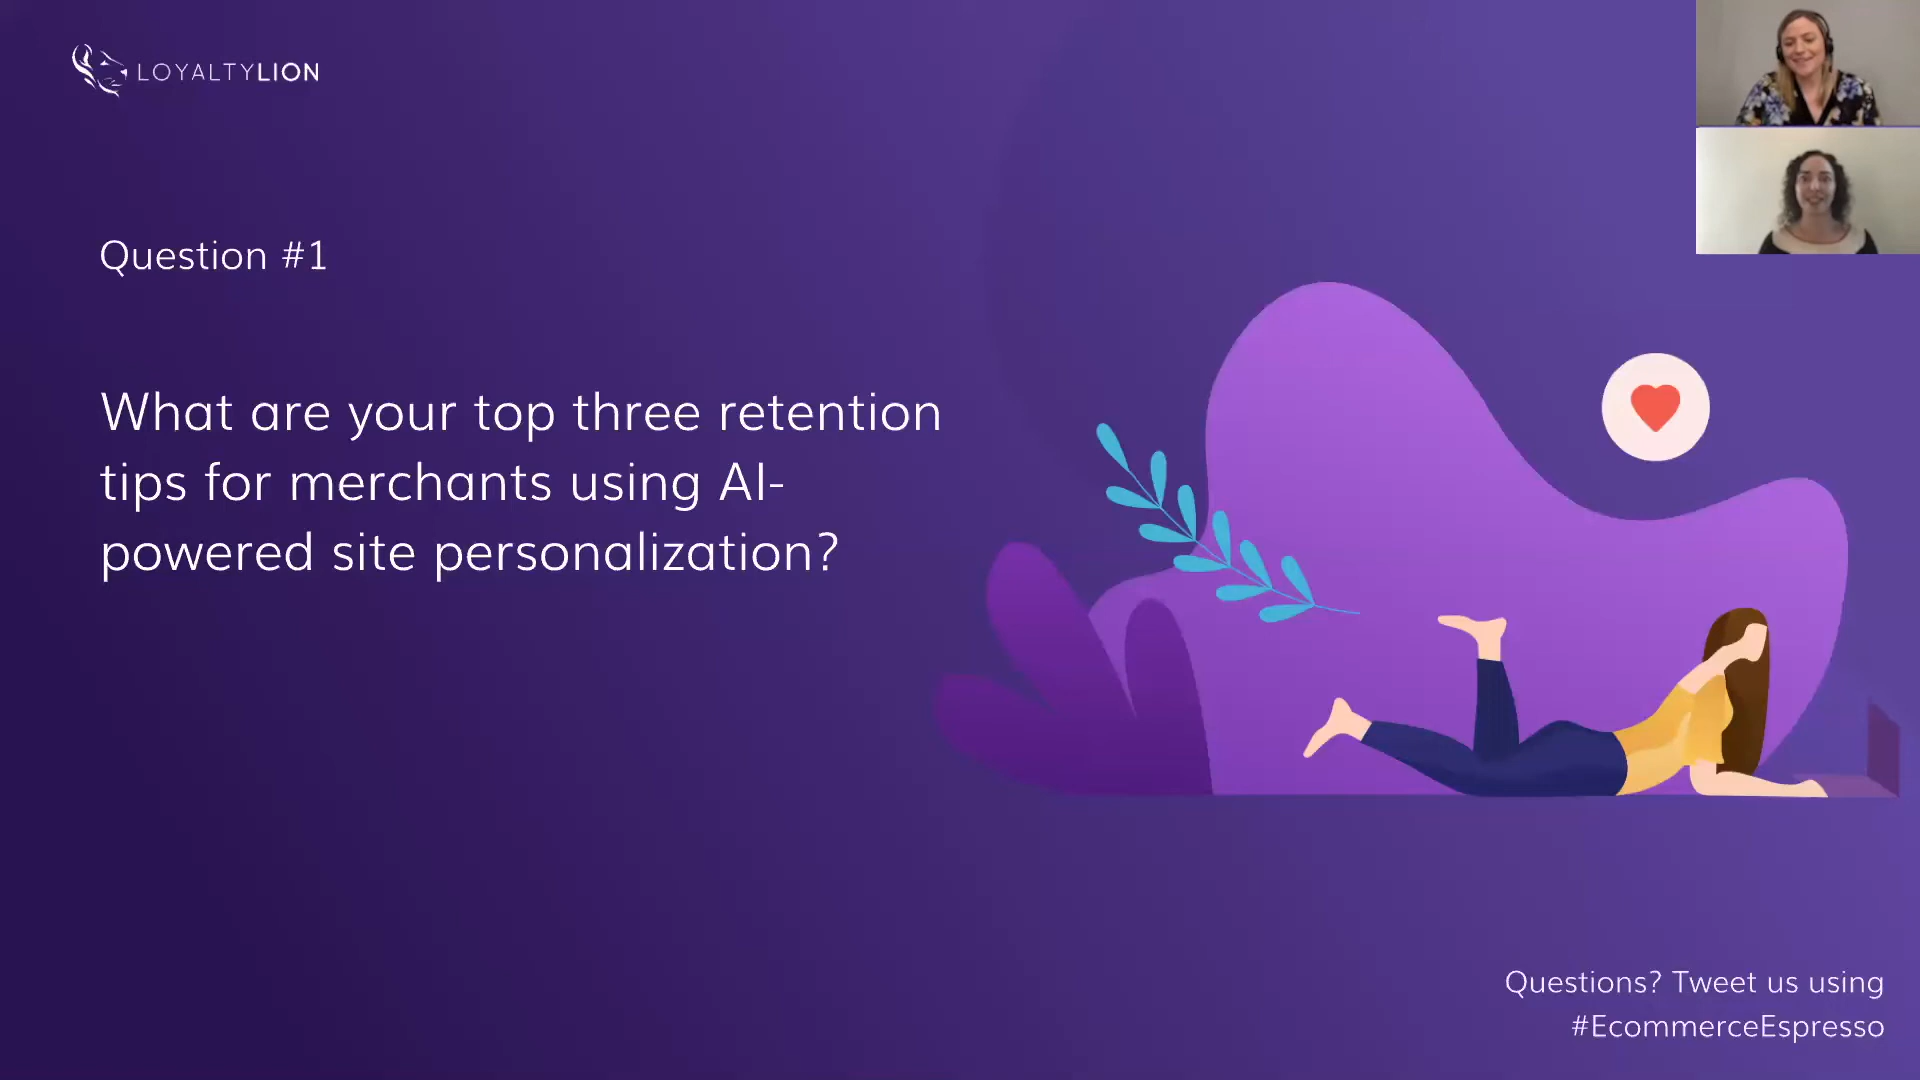 LOYALTYLION
Question #1
What are your top three retention
tips for merchants using AI-
powered site personalization?
Questions? Tweet us using
#EcommerceEspresso